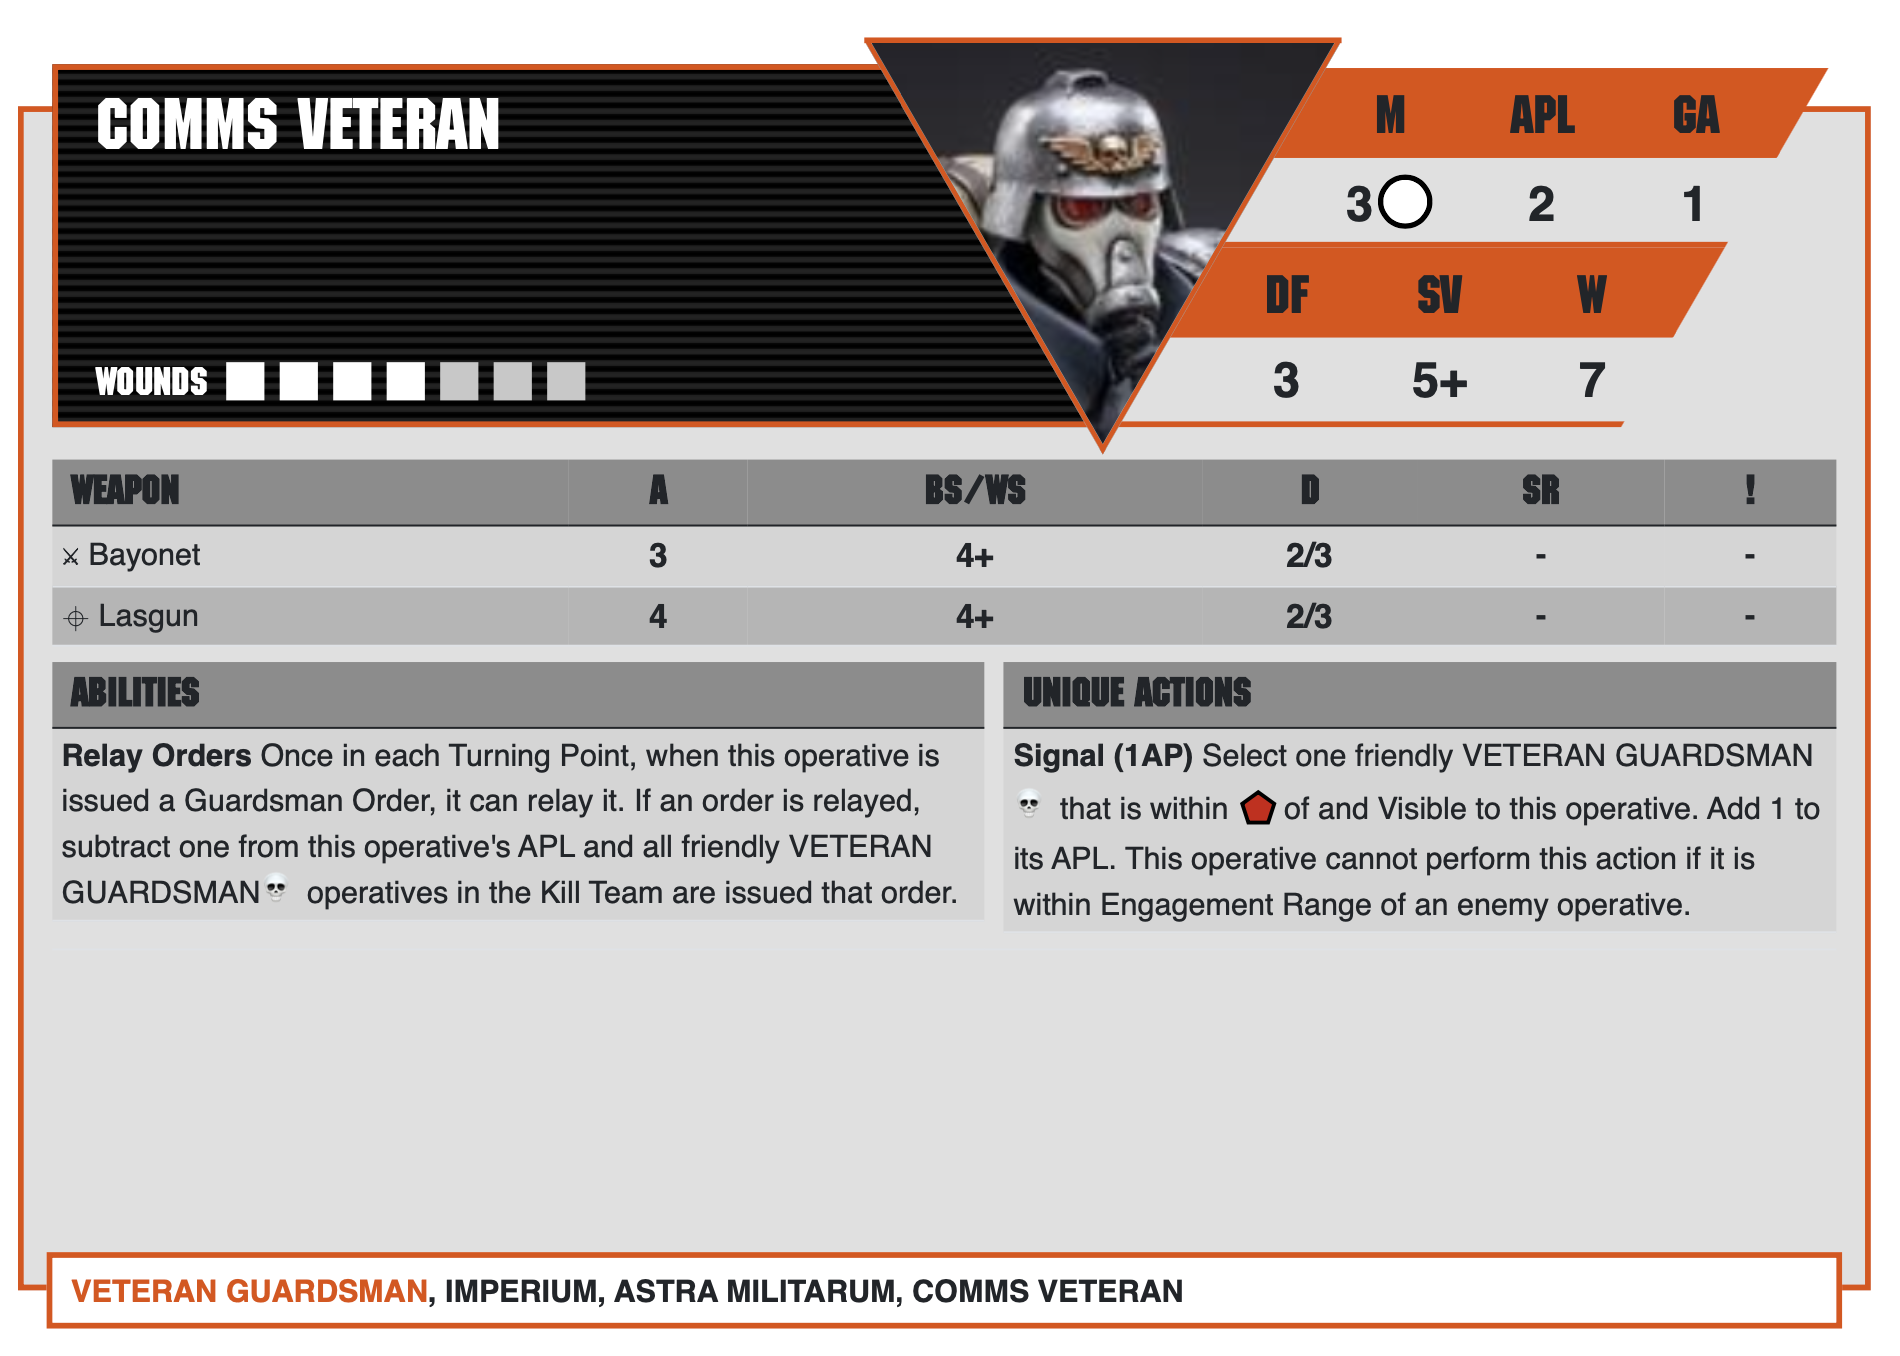 COMMS VETERAN
M APL GA
3 2 1
DF SV W
3 5+ 7
WOUNDS
WEAPON A BS/WS D SR !
Bayonet 3 4+ 2/3 - -
Lasgun 4 4+ 2/3 - -
ABILITIES
Relay Orders Once in each Turning Point, when this operative is
issued a Guardsman Order, it can relay it. If an order is relayed,
subtract one from this operative's APL and all friendly VETERAN
GUARDSMAN💀 operatives in the Kill Team are issued that order.
UNIQUE ACTIONS
Signal (1AP) Select one friendly VETERAN GUARDSMAN
💀 that is within of and Visible to this operative. Add 1 to
its APL. This operative cannot perform this action if it is
within Engagement Range of an enemy operative.
VETERAN GUARDSMAN, IMPERIUM, ASTRA MILITARUM, COMMS VETERAN